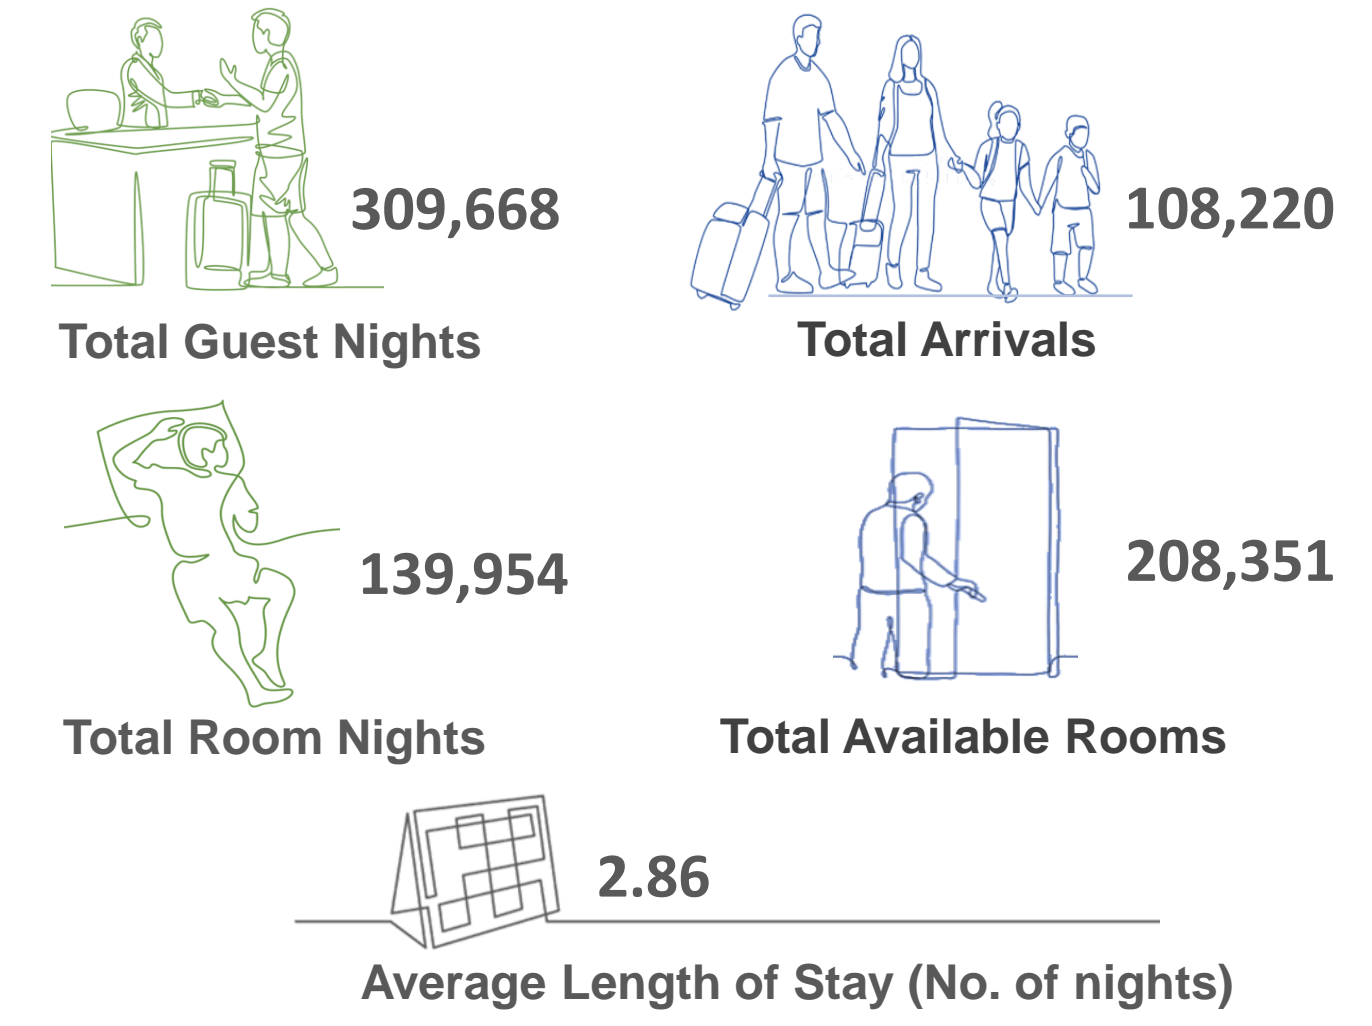 309,668
Total Guest Nights
108,220
Total Arrivals
139,954
Total Room Nights
208,351
Total Available Rooms
2.86
Average Length of Stay (No. of nights)